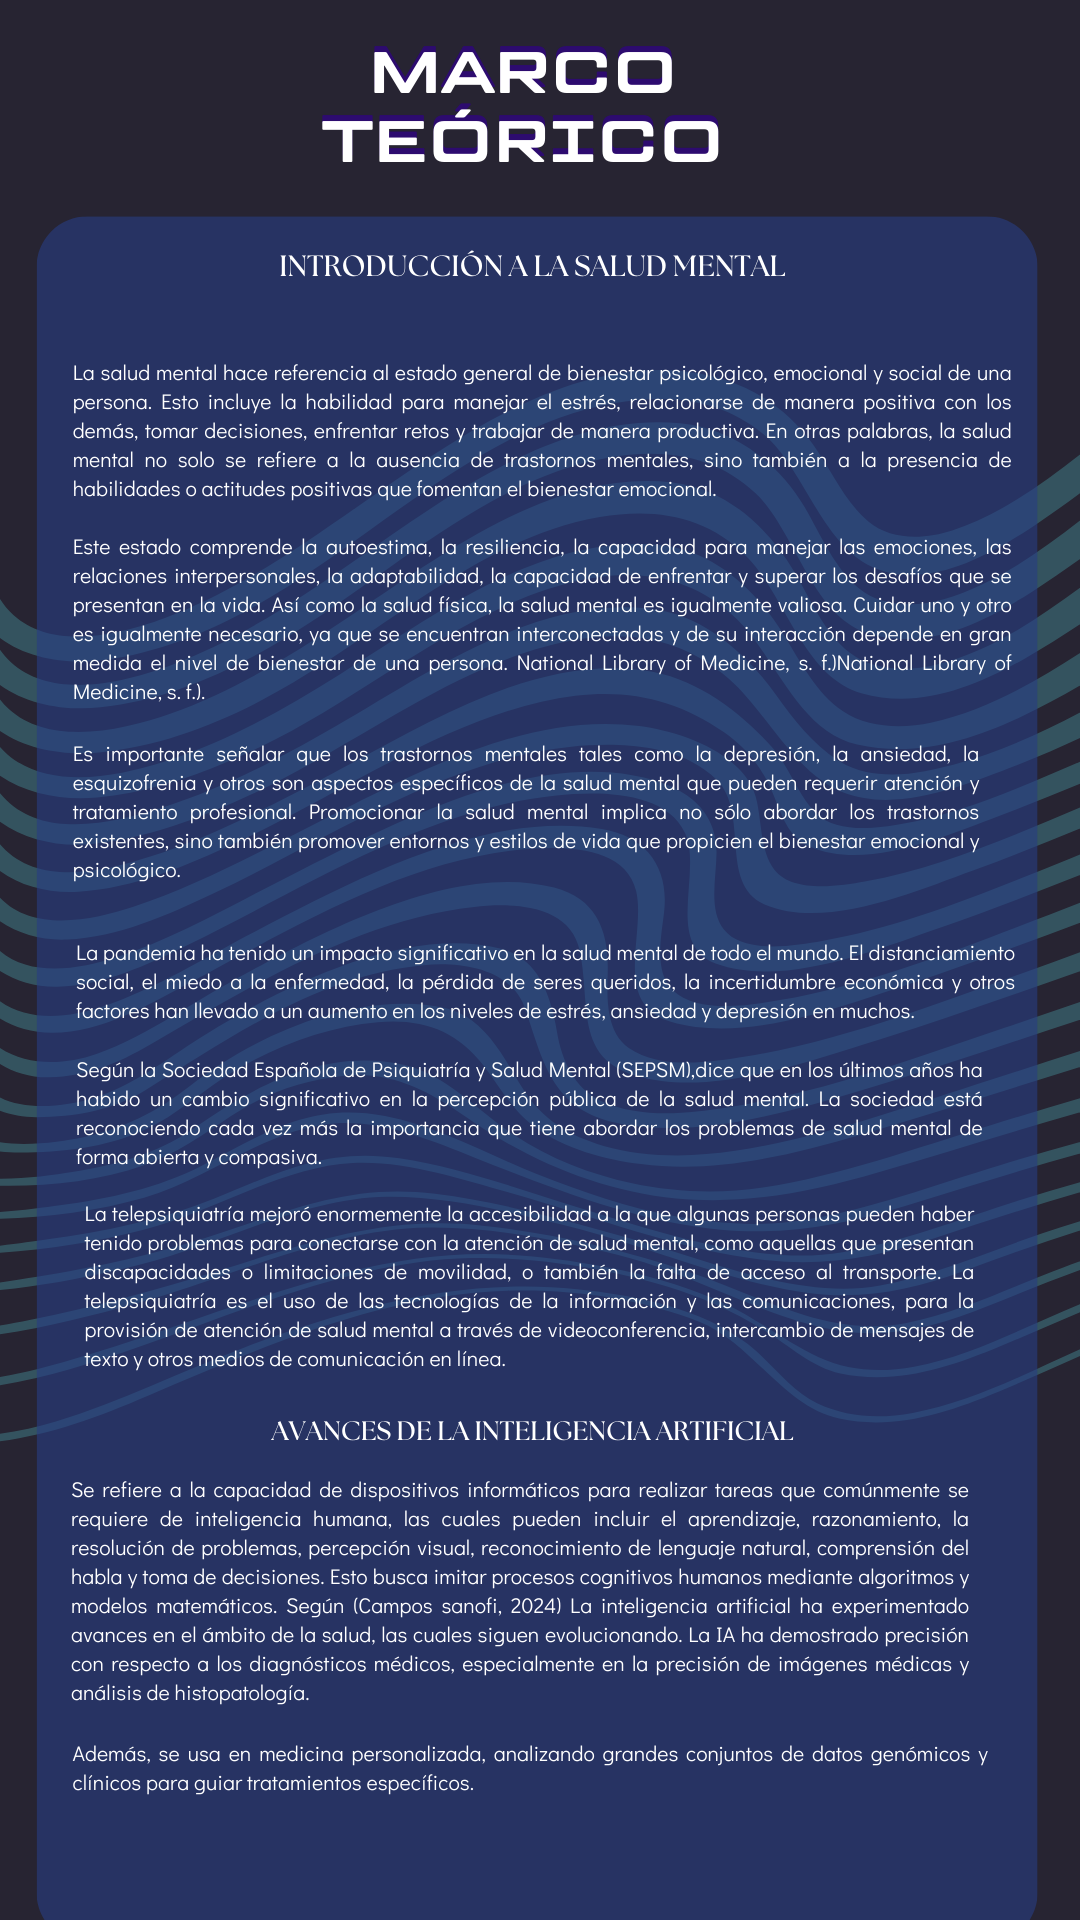 MARCO
TEÓRICO
INTRODUCCIÓN A LA SALUD MENTAL
La salud mental hace referencia al estado general de bienestar psicológico, emocional y social de una
persona. Esto incluye la habilidad para manejar el estrés, relacionarse de manera positiva con los
demás, tomar decisiones, enfrentar retos y trabajar de manera productiva. En otras palabras, la salud
mental no solo se refiere a la ausencia de trastornos mentales, sino también a la presencia de
habilidades o actitudes positivas que fomentan el bienestar emocional.
Este estado comprende la autoestima, la resiliencia, la capacidad para manejar las emociones, las
relaciones interpersonales, la adaptabilidad, la capacidad de enfrentar y superar los desafíos que se
presentan en la vida. Así como la salud física, la salud mental es igualmente valiosa. Cuidar uno y otro
es igualmente necesario, ya que se encuentran interconectadas y de su interacción depende en gran
medida el nivel de bienestar de una persona. National Library of Medicine, s. f.)National Library of
Medicine, s. f.).
Es importante señalar que los trastornos mentales tales como la depresión, la ansiedad, la
esquizofrenia y otros son aspectos específicos de la salud mental que pueden requerir atención y
tratamiento profesional. Promocionar la salud mental implica no sólo abordar los trastornos
existentes, sino también promover entornos y estilos de vida que propicien el bienestar emocional y
psicológico.
La pandemia ha tenido un impacto significativo en la salud mental de todo el mundo. El distanciamiento
social, el miedo a la enfermedad, la pérdida de seres queridos, la incertidumbre económica y otros
factores han llevado a un aumento en los niveles de estrés, ansiedad y depresión en muchos.
Según la Sociedad Española de Psiquiatría y Salud Mental (SEPSM),dice que en los últimos años ha
habido un cambio significativo en la percepción pública de la salud mental. La sociedad está
reconociendo cada vez más la importancia que tiene abordar los problemas de salud mental de
forma abierta y compasiva.
La telepsiquiatría mejoró enormemente la accesibilidad a la que algunas personas pueden haber
tenido problemas para conectarse con la atención de salud mental, como aquellas que presentan
discapacidades o limitaciones de movilidad, o también la falta de acceso al transporte. La
telepsiquiatría es el uso de las tecnologías de la información y las comunicaciones, para la
provisión de atención de salud mental a través de videoconferencia, intercambio de mensajes de
texto y otros medios de comunicación en línea.
AVANCES DE LA INTELIGENCIA ARTIFICIAL
Se refiere a la capacidad de dispositivos informáticos para realizar tareas que comúnmente se
requiere de inteligencia humana, las cuales pueden incluir el aprendizaje, razonamiento, la
resolución de problemas, percepción visual, reconocimiento de lenguaje natural, comprensión del
habla y toma de decisiones. Esto busca imitar procesos cognitivos humanos mediante algoritmos y
modelos matemáticos. Según (Campos sanofi, 2024) La inteligencia artificial ha experimentado
avances en el ámbito de la salud, las cuales siguen evolucionando. La IA ha demostrado precisión
con respecto a los diagnósticos médicos, especialmente en la precisión de imágenes médicas y
análisis de histopatología.
Además, se usa en medicina personalizada, analizando grandes conjuntos de datos genómicos y
clínicos para guiar tratamientos específicos.